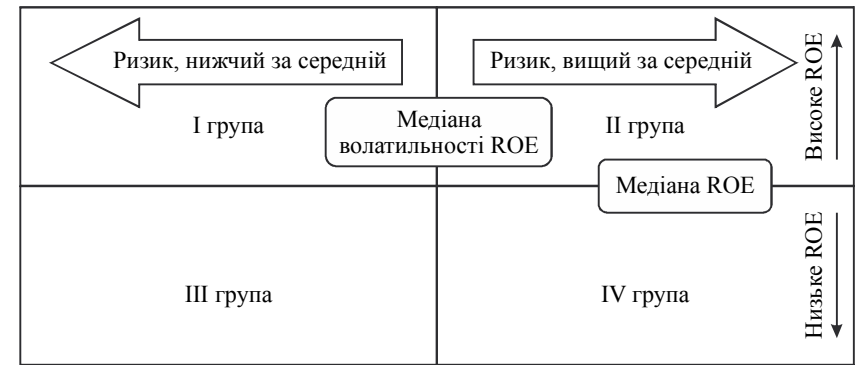 Ризик, нижчий за середній
Ризик, вищий за середній
Високе ROE
I група
Медіана
волатильності ROE
II група
Медіана ROE
III група
IV група
Низьке ROE